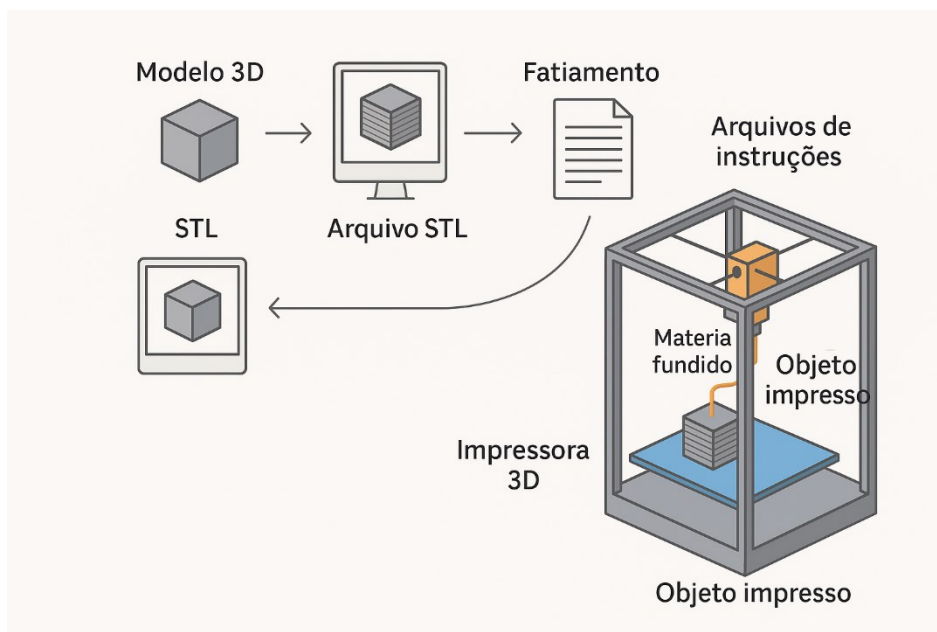 Modelo 3D
Fatiamento
Arquivos de
instruções
STL
Arquivo STL
Materia
fundido
Objeto
impresso
Impressora
3D
Objeto impresso